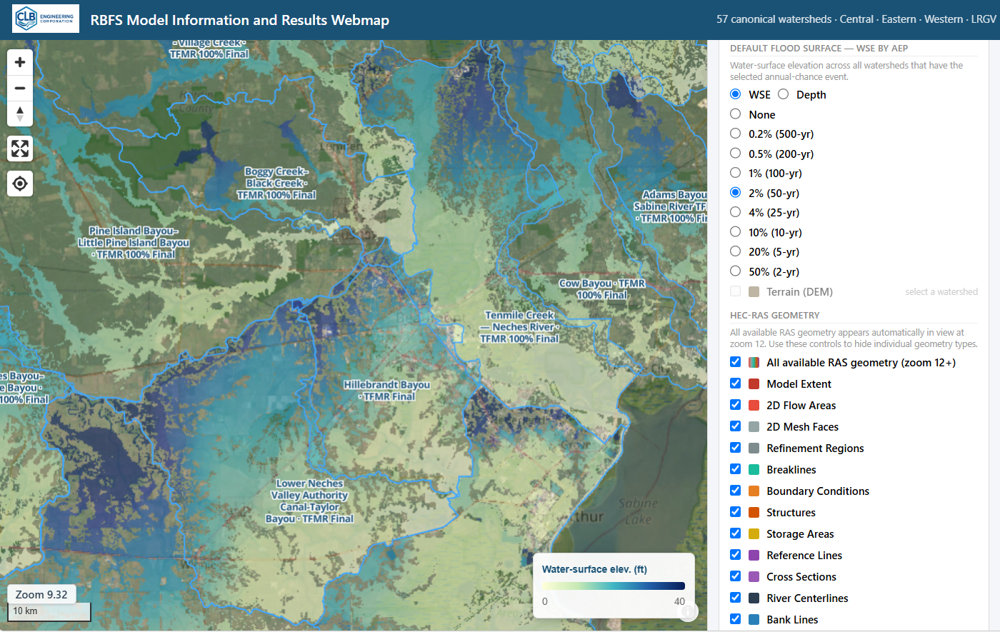 CLB ENGINEERING
CORPORATION
RBFS Model Information and Results Webmap
57 canonical watersheds · Central · Eastern · Western · LRGV
Village Creek ·
TFMR 100% Final
County
Boggy Creek–
Black Creek ·
TFMR 100% Final
Pine Island Bayou–
Little Pine Island Bayou
· TFMR 100% Final
Adams Bayou
Sabine River TF
· TFMR 100% Fi
Cow Bayou · TFMR
100% Final
Tenmile Creek
— Neches River ·
TFMR 100% Final
es Bayou–
e Bayou ·
100% Final
Hillebrandt Bayou
· TFMR Final
Lower Neches
Valley Authority
Canal-Taylor
Bayou · TFMR Final
Sabine
Lake
rthur
Zoom 9.32
10 km
Water-surface elev. (ft)
0 40
DEFAULT FLOOD SURFACE — WSE BY AEP
Water-surface elevation across all watersheds that have the
selected annual-chance event.
WSE Depth
None
0.2% (500-yr)
0.5% (200-yr)
1% (100-yr)
2% (50-yr)
4% (25-yr)
10% (10-yr)
20% (5-yr)
50% (2-yr)
Terrain (DEM) select a watershed
HEC-RAS GEOMETRY
All available RAS geometry appears automatically in view at
zoom 12. Use these controls to hide individual geometry types.
All available RAS geometry (zoom 12+)
Model Extent
2D Flow Areas
2D Mesh Faces
Refinement Regions
Breaklines
Boundary Conditions
Structures
Storage Areas
Reference Lines
Cross Sections
River Centerlines
Bank Lines